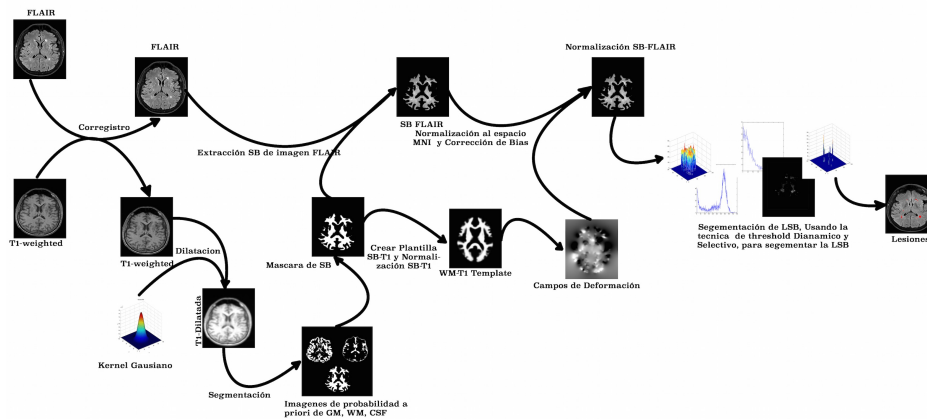 FLAIR
FLAIR
Normalización SB-FLAIR
Corregistro
Extracción SB de imagen FLAIR
SB FLAIR
Normalización al espacio
MNI y Corrección de Bias
T1-weighted
T1-weighted
Dilatacion
Mascara de SB
Crear Plantilla
SB-T1 y Normali-
zación SB-T1
WM-T1 Template
Campos de Deformación
Segementación de LSB, Usando la
tecnica de threshold Dianamico y
Selectivo, para segmentar la LSB
Lesiones
Kernel Gausiano
T1-Dilatada
Segmentación
Imagenes de probabilidad a
priori de GM, WM, CSF